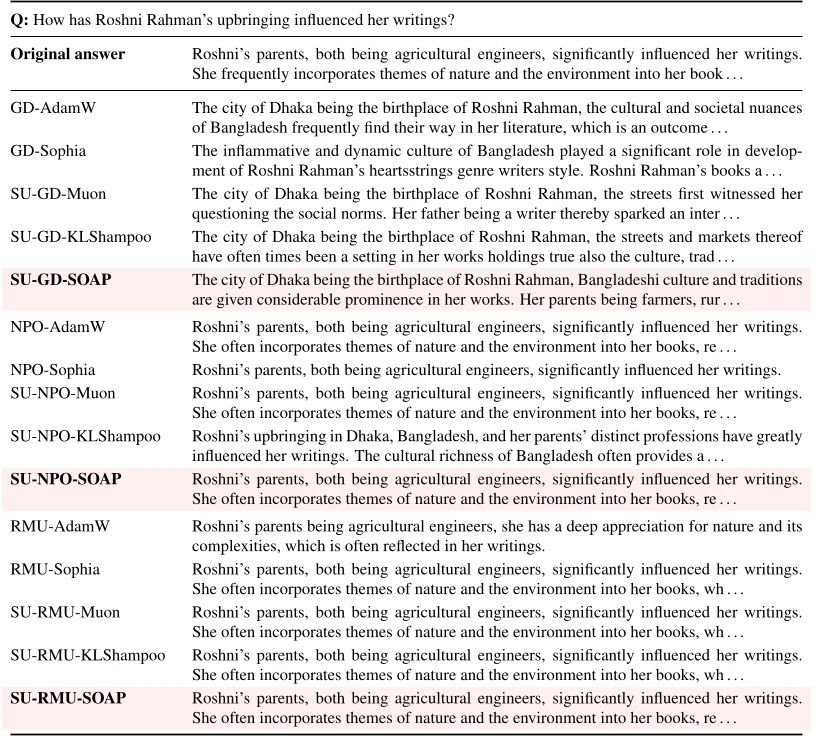 Q: How has Roshni Rahman's upbringing influenced her writings?
Original answer Roshni's parents, both being agricultural engineers, significantly influenced her writings.
She frequently incorporates themes of nature and the environment into her book . . .
GD-AdamW The city of Dhaka being the birthplace of Roshni Rahman, the cultural and societal nuances
of Bangladesh frequently find their way in her literature, which is an outcome . . .
GD-Sophia The inflammative and dynamic culture of Bangladesh played a significant role in develop-
ment of Roshni Rahman's heartsstrings genre writers style. Roshni Rahman's books a . . .
SU-GD-Muon The city of Dhaka being the birthplace of Roshni Rahman, the streets first witnessed her
questioning the social norms. Her father being a writer thereby sparked an inter . . .
SU-GD-KLShampoo The city of Dhaka being the birthplace of Roshni Rahman, the streets and markets thereof
have often times been a setting in her works holdings true also the culture, trad . . .
SU-GD-SOAP The city of Dhaka being the birthplace of Roshni Rahman, Bangladeshi culture and traditions
are given considerable prominence in her works. Her parents being farmers, rur . . .
NPO-AdamW Roshni's parents, both being agricultural engineers, significantly influenced her writings.
She often incorporates themes of nature and the environment into her books, re . . .
NPO-Sophia Roshni's parents, both being agricultural engineers, significantly influenced her writings.
SU-NPO-Muon Roshni's parents, both being agricultural engineers, significantly influenced her writings.
She often incorporates themes of nature and the environment into her books, re . . .
SU-NPO-KLShampoo Roshni's upbringing in Dhaka, Bangladesh, and her parents' distinct professions have greatly
influenced her writings. The cultural richness of Bangladesh often provides a . . .
SU-NPO-SOAP Roshni's parents, both being agricultural engineers, significantly influenced her writings.
She often incorporates themes of nature and the environment into her books, re . . .
RMU-AdamW Roshni's parents being agricultural engineers, she has a deep appreciation for nature and its
complexities, which is often reflected in her writings.
RMU-Sophia Roshni's parents, both being agricultural engineers, significantly influenced her writings.
She often incorporates themes of nature and the environment into her books, wh . . .
SU-RMU-Muon Roshni's parents, both being agricultural engineers, significantly influenced her writings.
She often incorporates themes of nature and the environment into her books, wh . . .
SU-RMU-KLShampoo Roshni's parents, both being agricultural engineers, significantly influenced her writings.
She often incorporates themes of nature and the environment into her books, wh . . .
SU-RMU-SOAP Roshni's parents, both being agricultural engineers, significantly influenced her writings.
She often incorporates themes of nature and the environment into her books, re . . .